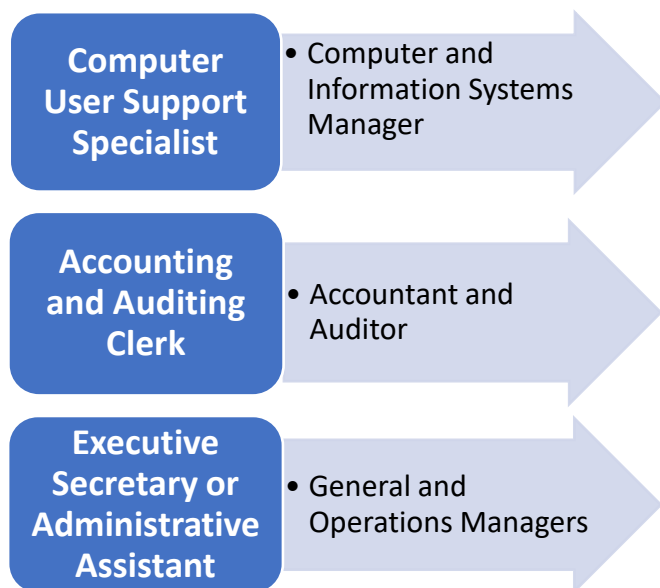 Computer
User Support
Specialist
• Computer and
Information Systems
Manager
Accounting
and Auditing
Clerk
• Accountant and
Auditor
Executive
Secretary or
Administrative
Assistant
• General and
Operations Managers